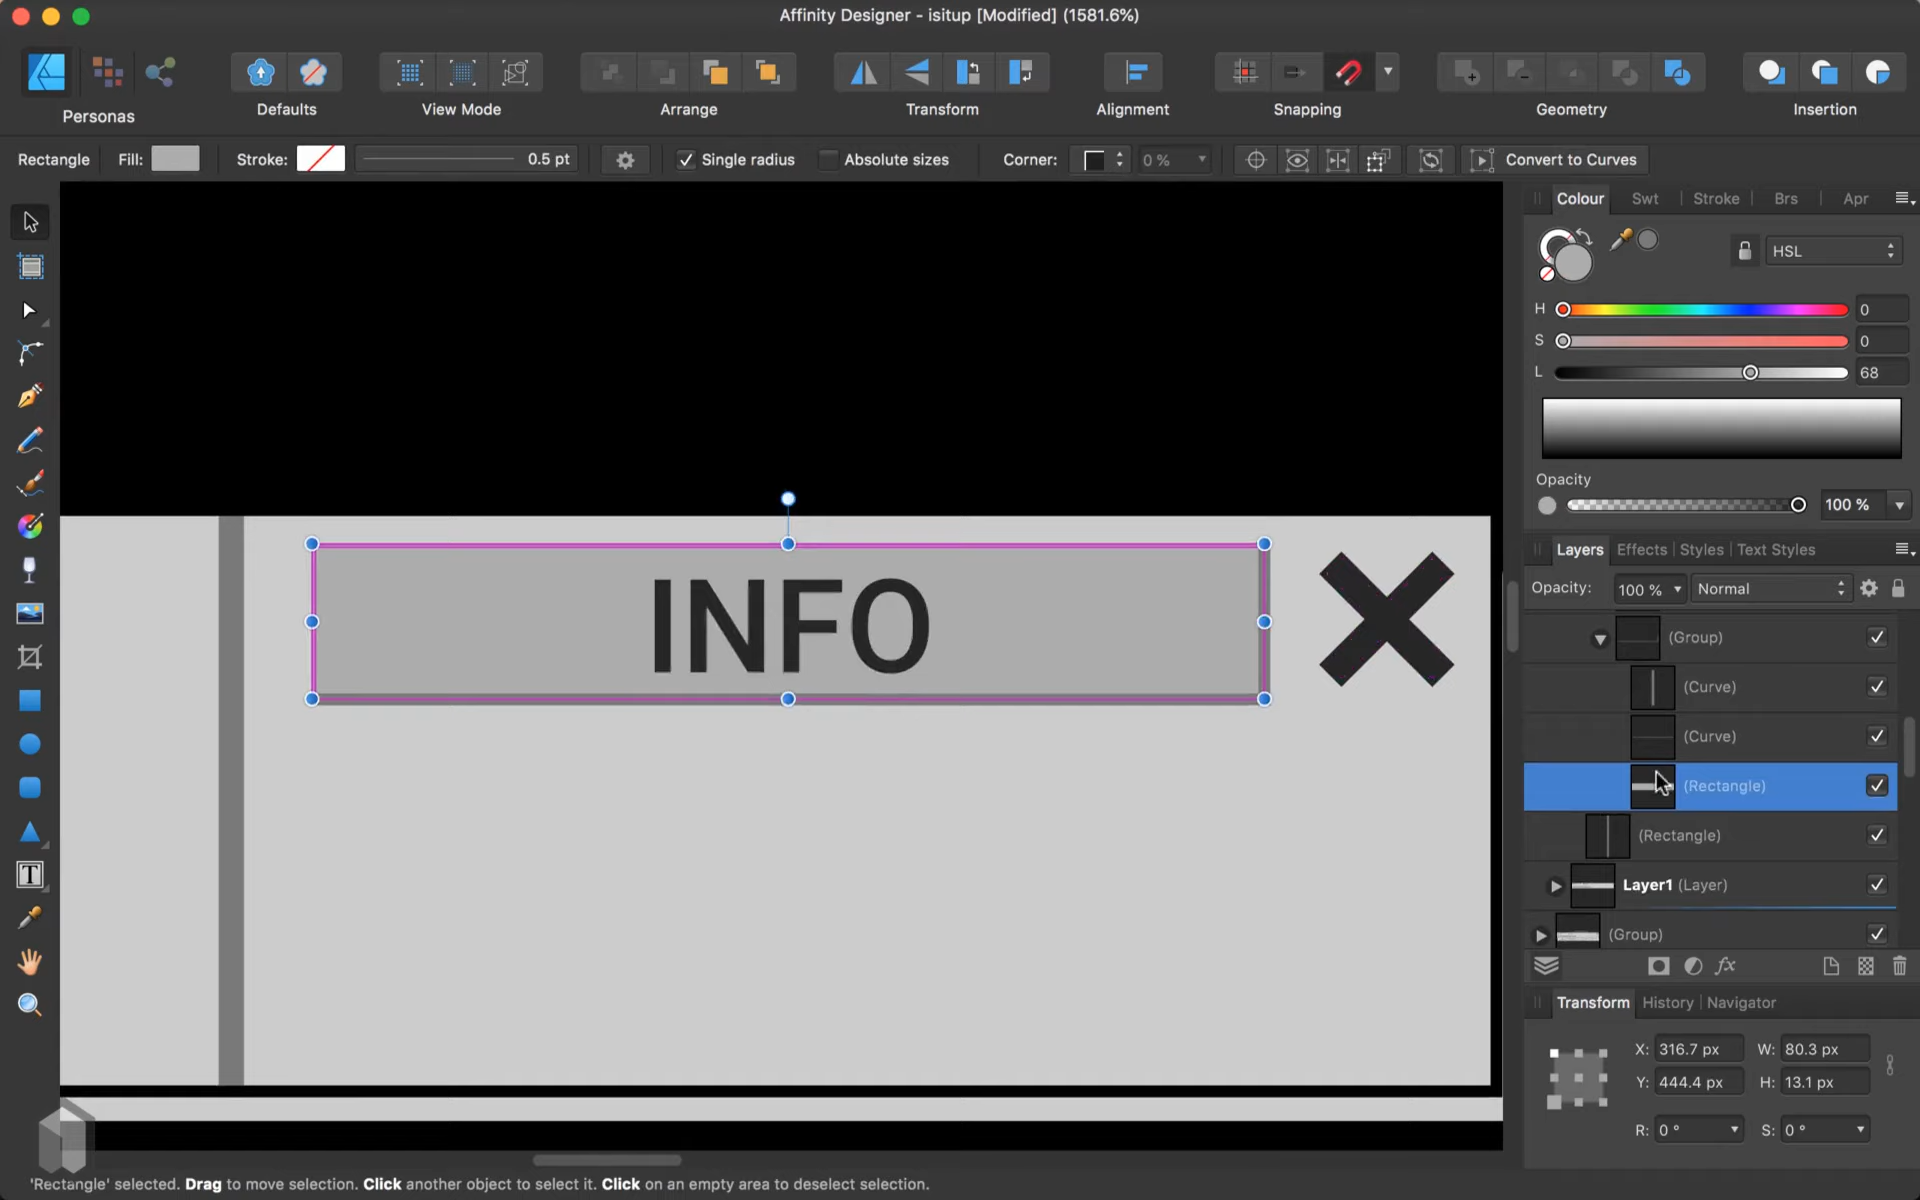 Affinity Designer - isitup [Modified] (1581.6%)
Personas
Defaults
View Mode
Arrange
Transform
Alignment
Snapping
Geometry
Insertion
Rectangle
Fill:
Stroke:
0.5 pt
Single radius
Absolute sizes
Corner:
0 %
Convert to Curves
Colour
Swt
Stroke
Brs
Apr
HSL
H
0
S
0
L
68
Opacity
100 %
INFO
Layers
Effects
Styles
Text Styles
Opacity:
100 %
Normal
(Group)
(Curve)
(Curve)
(Rectangle)
(Rectangle)
Layer1 (Layer)
(Group)
Transform
History
Navigator
X: 316.7 px
W: 80.3 px
Y: 444.4 px
H: 13.1 px
R: 0 °
S: 0 °
'Rectangle' selected. Drag to move selection. Click another object to select it. Click on an empty area to deselect selection.